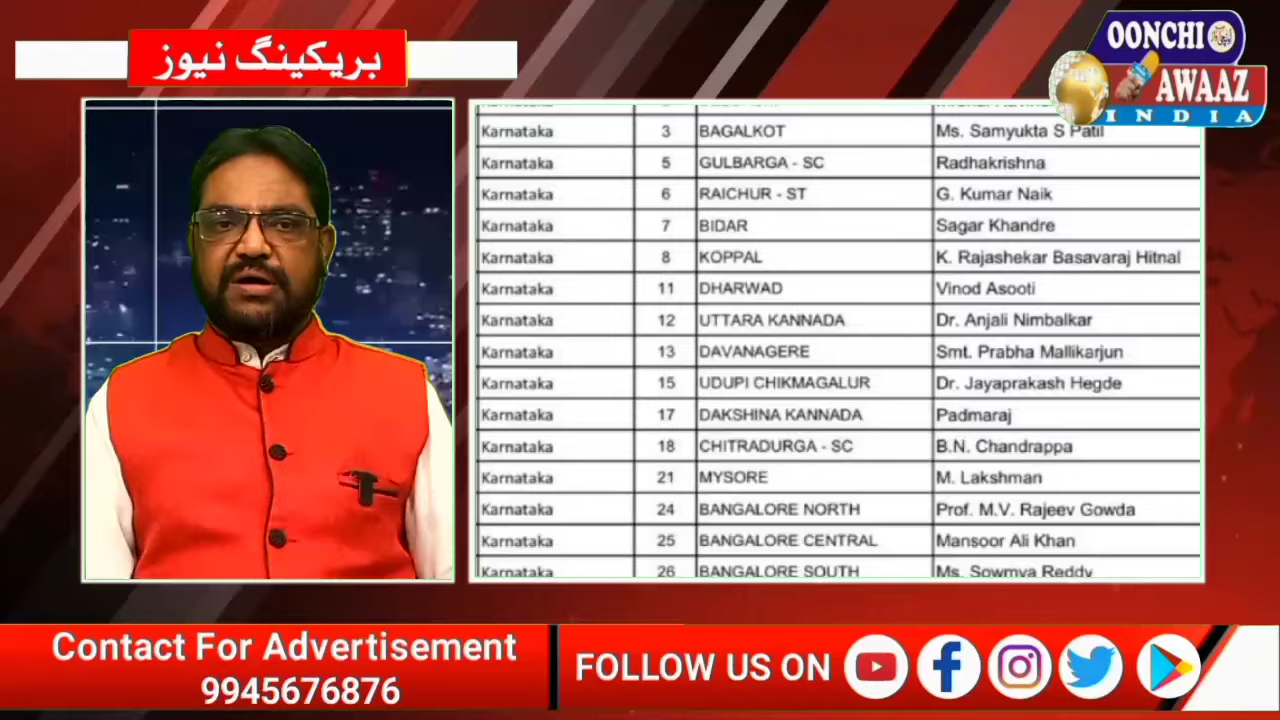 بریکینگ نیوز
OONCHI
AWAAZ
INDIA
Karnataka 3 BAGALKOT Ms. Samyukta S Patil
Karnataka 5 GULBARGA - SC Radhakrishna
Karnataka 6 RAICHUR - ST G. Kumar Naik
Karnataka 7 BIDAR Sagar Khandre
Karnataka 8 KOPPAL K. Rajashekar Basavaraj Hitnal
Karnataka 11 DHARWAD Vinod Asooti
Karnataka 12 UTTARA KANNADA Dr. Anjali Nimbalkar
Karnataka 13 DAVANAGERE Smt. Prabha Mallikarjun
Karnataka 15 UDUPI CHIKMAGALUR Dr. Jayaprakash Hegde
Karnataka 17 DAKSHINA KANNADA Padmaraj
Karnataka 18 CHITRADURGA - SC B.N. Chandrappa
Karnataka 21 MYSORE M. Lakshman
Karnataka 24 BANGALORE NORTH Prof. M.V. Rajeev Gowda
Karnataka 25 BANGALORE CENTRAL Mansoor Ali Khan
Karnataka 26 BANGALORE SOUTH Ms. Sowmya Reddy
Contact For Advertisement
9945676876
FOLLOW US ON